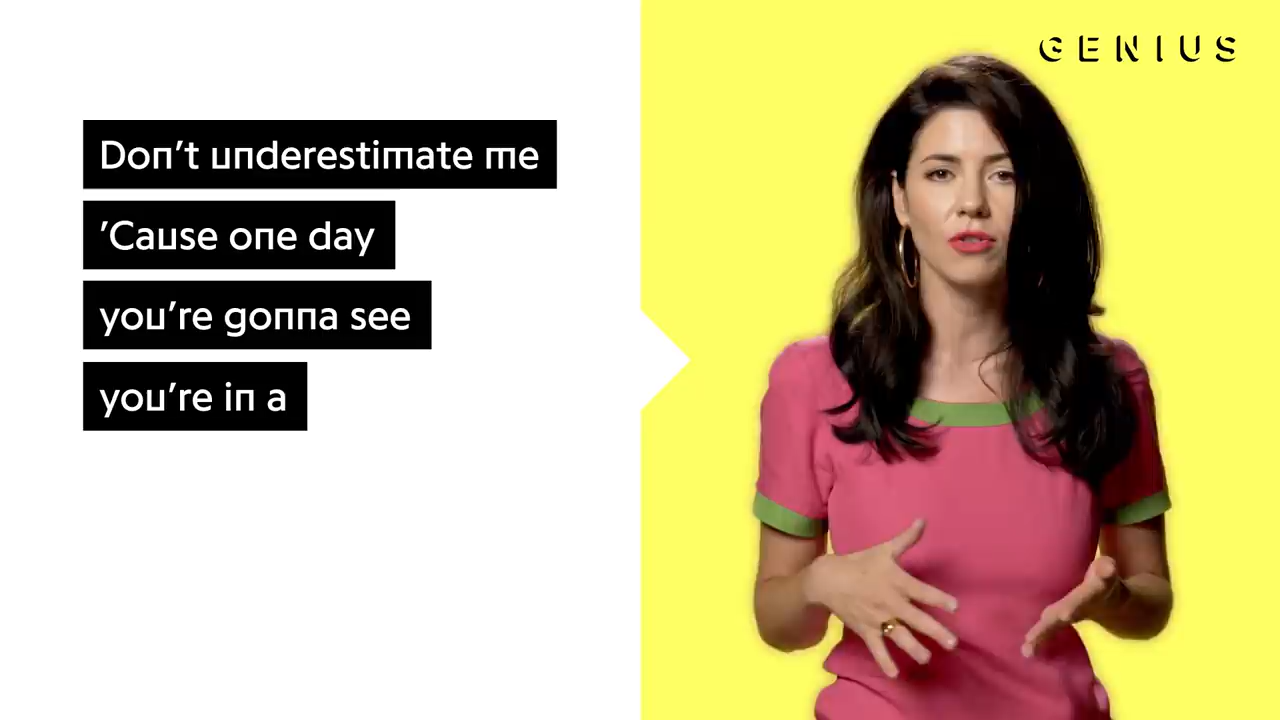 GENIUS
Don't underestimate me
'Cause one day
you're gonna see
you're in a